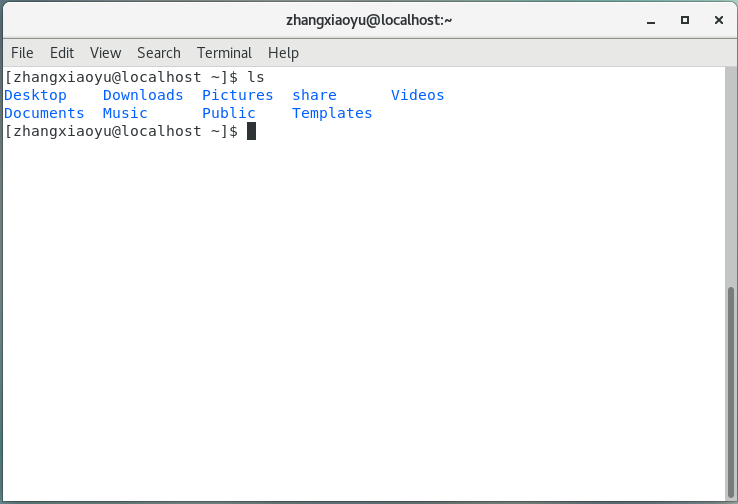 zhangxiaoyu@localhost:~
File Edit View Search Terminal Help
[zhangxiaoyu@localhost ~]$ ls
Desktop    Downloads  Pictures  share      Videos
Documents  Music      Public    Templates
[zhangxiaoyu@localhost ~]$